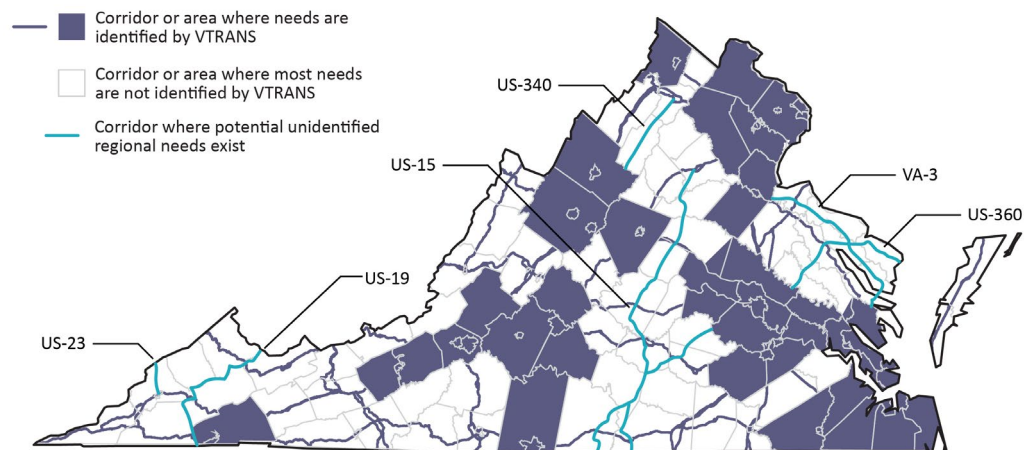 Corridor or area where needs are
identified by VTRANS
Corridor or area where most needs
are not identified by VTRANS
Corridor where potential unidentified
regional needs exist
US-340
US-15
VA-3
US-360
US-19
US-23